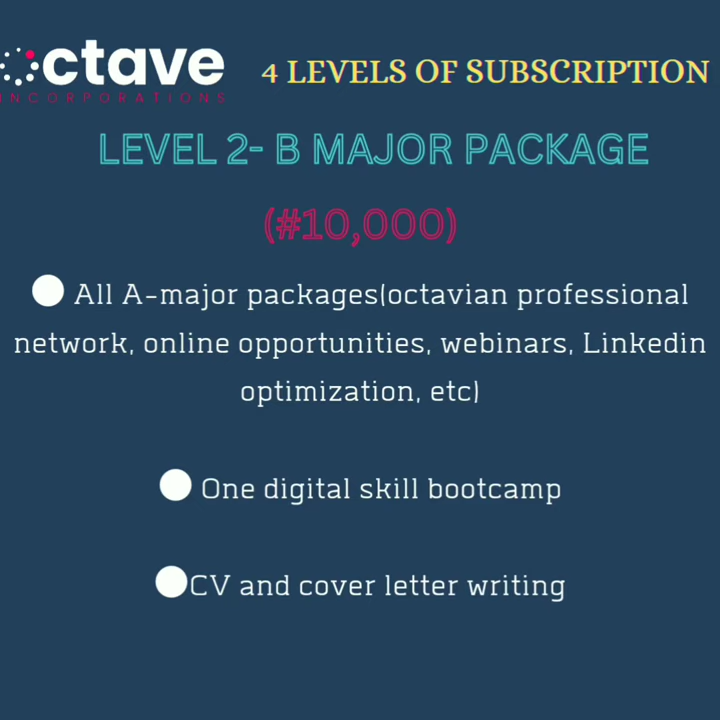 octave
INCORPORATIONS
4 LEVELS OF SUBSCRIPTION
LEVEL 2- B MAJOR PACKAGE
(#10,000)
All A-major packages(octavian professional
network, online opportunities, webinars, Linkedin
optimization, etc)
One digital skill bootcamp
CV and cover letter writing